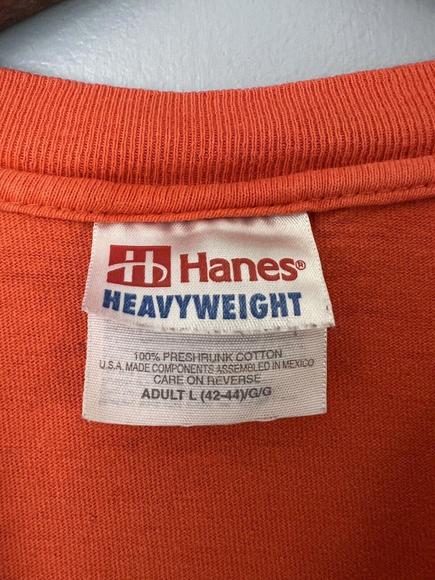 Hanes®
HEAVYWEIGHT
100% PRESHRUNK COTTON
U.S.A. MADE COMPONENTS ASSEMBLED IN MEXICO
CARE ON REVERSE
ADULT L (42-44)/G/G